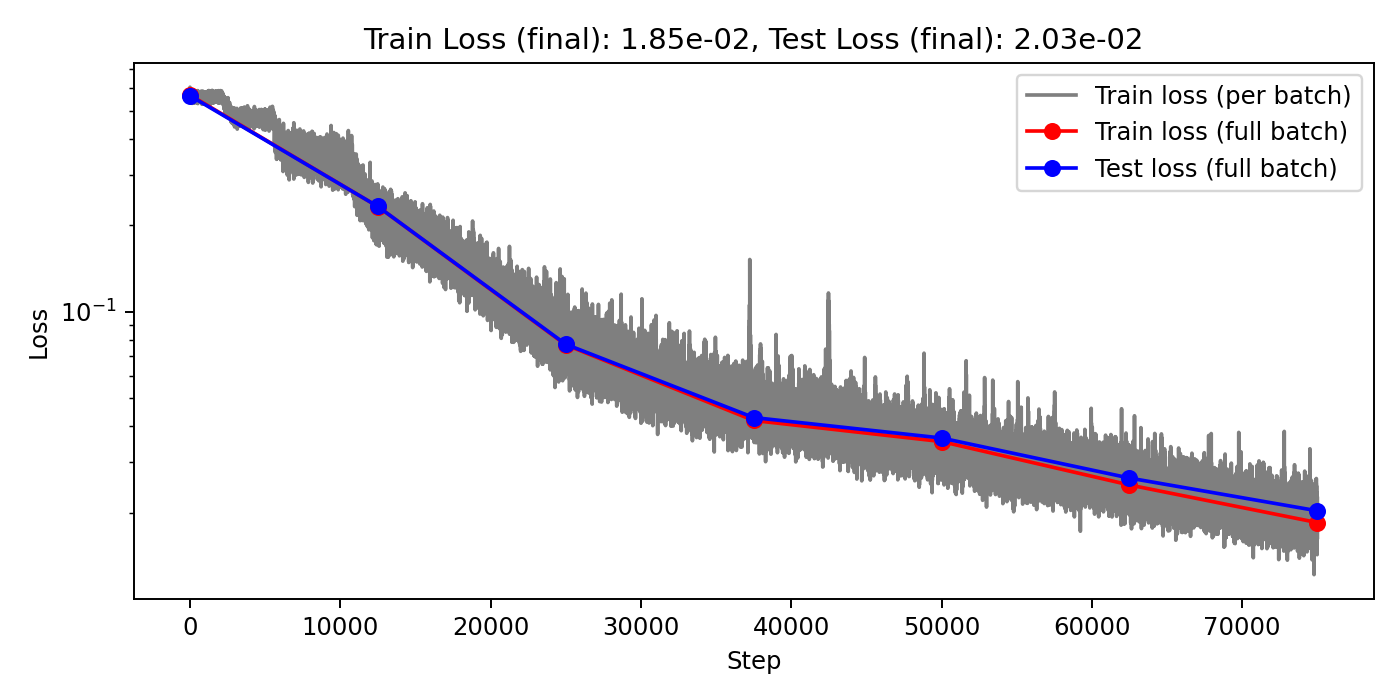 Train Loss (final): 1.85e-02, Test Loss (final): 2.03e-02
Train loss (per batch)
Train loss (full batch)
Test loss (full batch)
Loss
10⁻¹
0 10000 20000 30000 40000 50000 60000 70000
Step